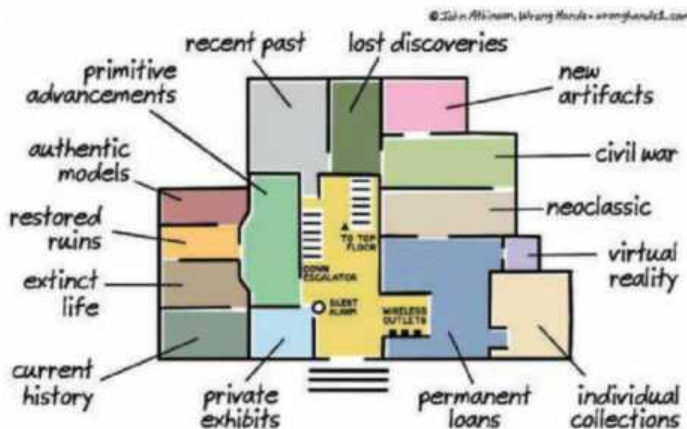 © John Atkinson, Wrong Hands • wronghands1.com
recent past
lost discoveries
primitive
advancements
new
artifacts
authentic
models
civil war
restored
ruins
neoclassic
extinct
life
virtual
reality
TO TOP
FLOOR
DOWN
ESCALATOR
SILENT
ALARM
WIRELESS
OUTLETS
current
history
private
exhibits
permanent
loans
individual
collections